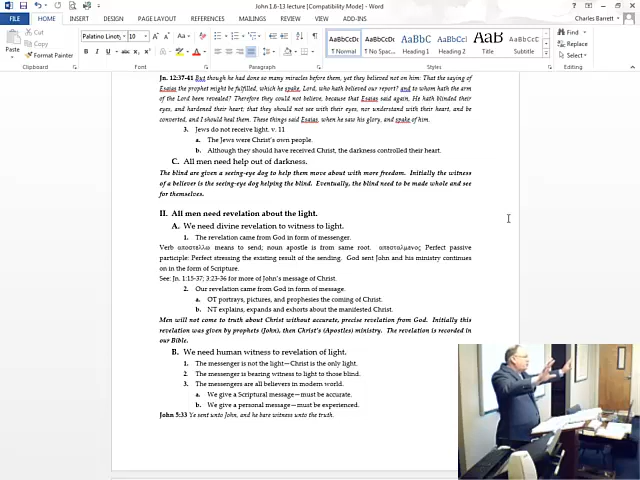 John 1.6-13 lecture [Compatibility Mode] - Word
FILE HOME INSERT DESIGN PAGE LAYOUT REFERENCES MAILINGS REVIEW VIEW ADD-INS Charles Barrett
Cut
Copy
Format Painter
Paste
Clipboard
Palatino Linoty 10
Font
Paragraph
AaBbCcDc AaBbCcDc AaBbC AaBbCc AaB AaBbCcC
¶ Normal ¶ No Spac... Heading 1 Heading 2 Title Subtitle
Styles
Find
Replace
Select
Editing
Jn. 12:37-41 But though he had done so many miracles before them, yet they believed not on him: That the saying of
Esaias the prophet might be fulfilled, which he spake, Lord, who hath believed our report? and to whom hath the arm
of the Lord been revealed? Therefore they could not believe, because that Esaias said again, He hath blinded their
eyes, and hardened their heart; that they should not see with their eyes, nor understand with their heart, and be
converted, and I should heal them. These things said Esaias, when he saw his glory, and spake of him.
3. Jews do not receive light. v. 11
a. The Jews were Christ's own people.
b. Although they should have received Christ, the darkness controlled their heart.
C. All men need help out of darkness.
The blind are given a seeing-eye dog to help them move about with more freedom. Initially the witness
of a believer is the seeing-eye dog helping the blind. Eventually, the blind need to be made whole and see
for themselves.
II. All men need revelation about the light.
A. We need divine revelation to witness to light.
1. The revelation came from God in form of messenger.
Verb αποστελλω means to send; noun apostle is from same root. απεσταλμενος Perfect passive
participle: Perfect stressing the existing result of the sending. God sent John and his ministry continues
on in the form of Scripture.
See: Jn. 1:15-37; 3:23-36 for more of John's message of Christ.
2. Our revelation came from God in form of message.
a. OT portrays, pictures, and prophesies the coming of Christ.
b. NT explains, expands and exhorts about the manifested Christ.
Men will not come to truth about Christ without accurate, precise revelation from God. Initially this
revelation was given by prophets (John), then Christ's (Apostles) ministry. The revelation is recorded in
our Bible.
B. We need human witness to revelation of light.
1. The messenger is not the light—Christ is the only light.
2. The messenger is bearing witness to light to those blind.
3. The messengers are all believers in modern world.
a. We give a Scriptural message—must be accurate.
b. We give a personal message—must be experienced.
John 5:33 Ye sent unto John, and he bare witness unto the truth.